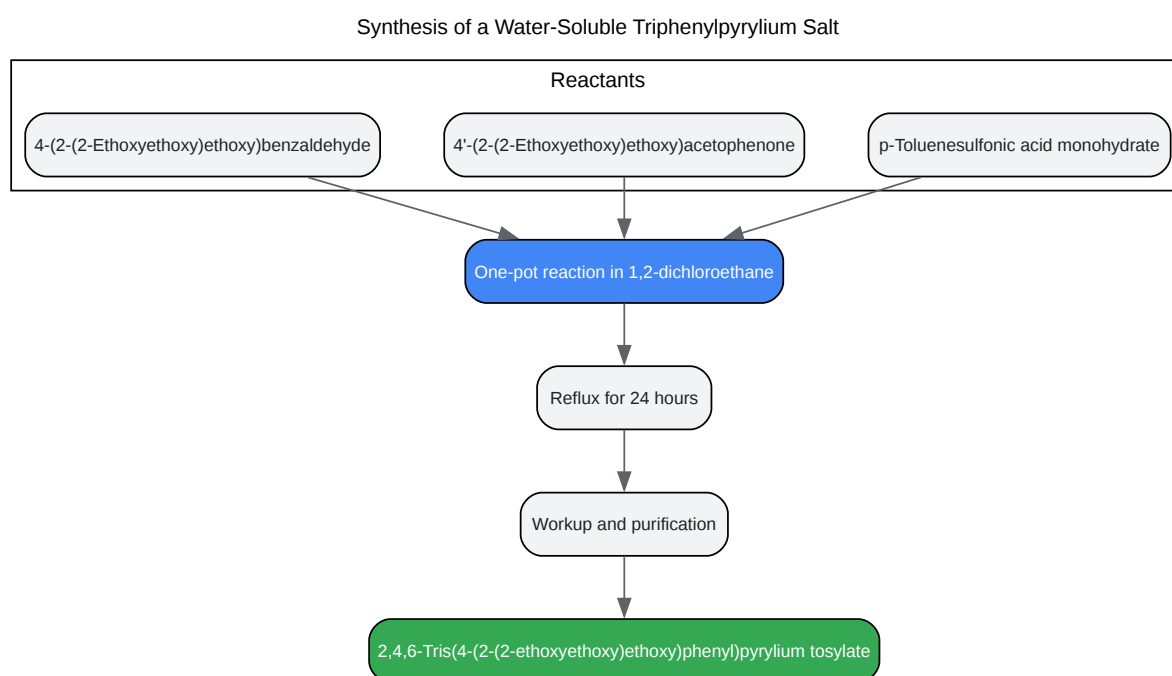 Synthesis of a Water-Soluble Triphenylpyrylium Salt
Reactants
4-(2-(2-Ethoxyethoxy)ethoxy)benzaldehyde
4'-(2-(2-Ethoxyethoxy)ethoxy)acetophenone
p-Toluenesulfonic acid monohydrate
One-pot reaction in 1,2-dichloroethane
Reflux for 24 hours
Workup and purification
2,4,6-Tris(4-(2-(2-ethoxyethoxy)ethoxy)phenyl)pyrylium tosylate